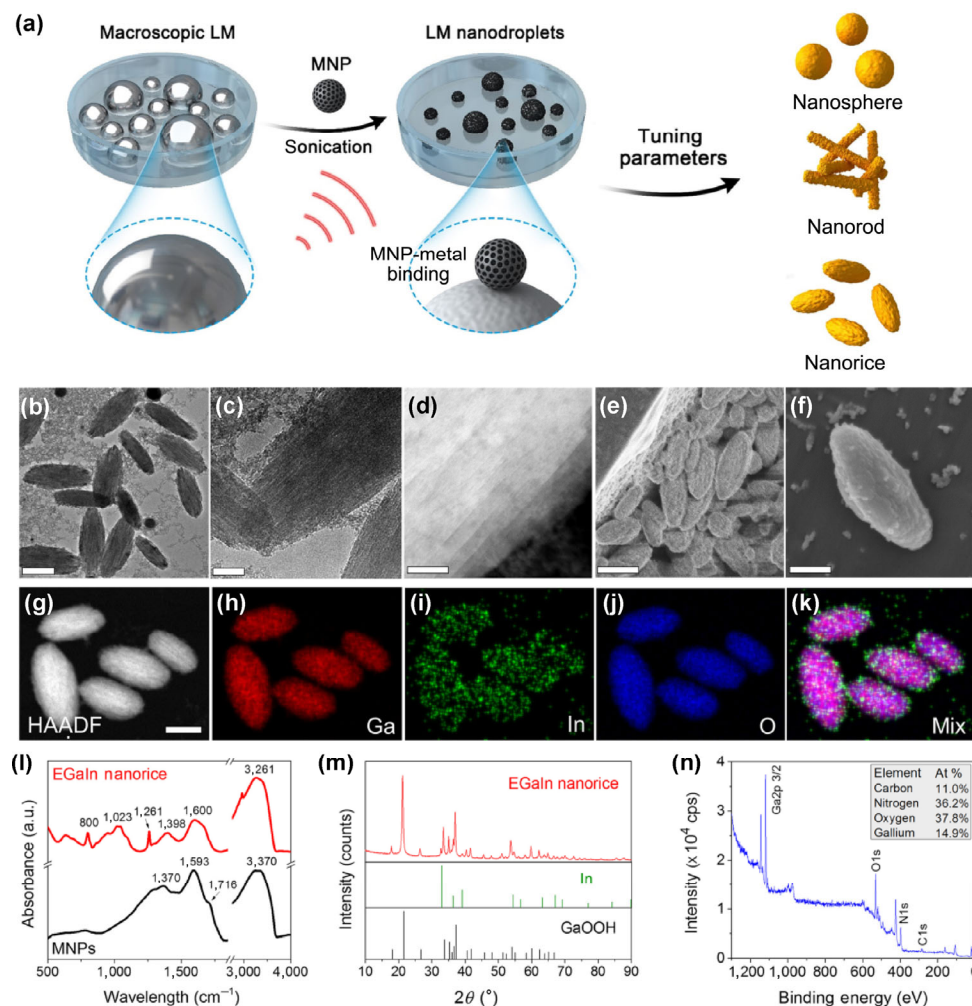 (a)
Macroscopic LM
MNP
Sonication
LM nanodroplets
MNP-metal
binding
Tuning
parameters
Nanosphere
Nanorod
Nanorice
(b)
(c)
(d)
(e)
(f)
(g)
HAADF
(h)
Ga
(i)
In
(j)
O
(k)
Mix
(l)
EGaIn nanorice
800
1,023
1,261
1,398
1,600
3,261
1,370
1,593
1,716
3,370
MNPs
Absorbance (a.u.)
500 1,000 1,500 3,000 4,000
Wavelength (cm−1)
(m)
EGaIn nanorice
In
GaOOH
Intensity (counts)
10 20 30 40 50 60 70 80 90
2θ (°)
(n)
Ga2p 3/2
O1s
N1s
C1s
Element At %
Carbon 11.0%
Nitrogen 36.2%
Oxygen 37.8%
Gallium 14.9%
Intensity (x 10⁴ cps)
4
3
2
1
0
1,200 1,000 800 600 400 200 0
Binding energy (eV)